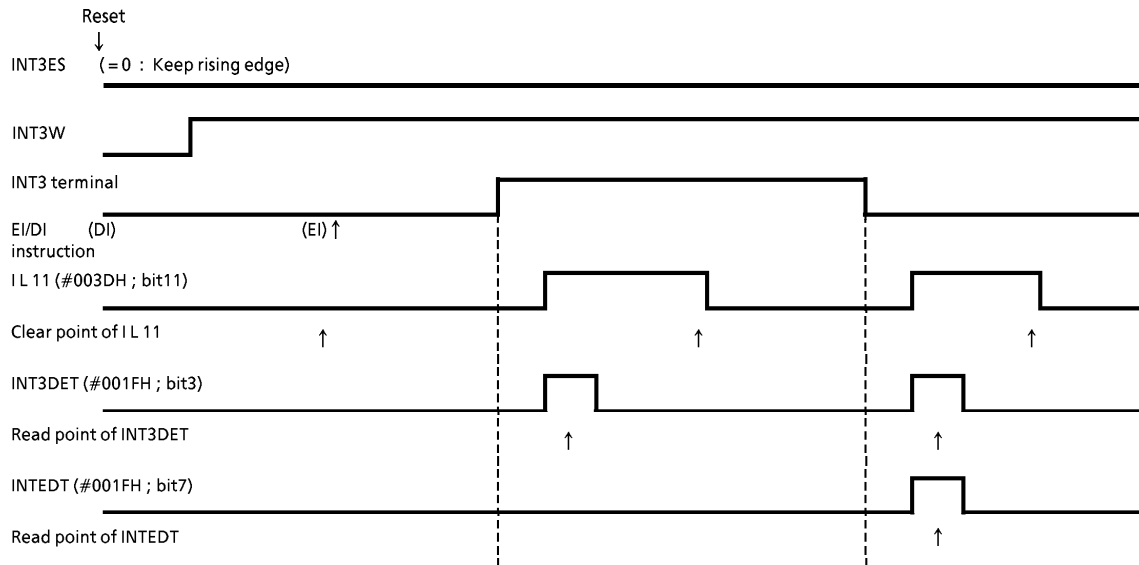 Reset
↓
INT3ES (=0 : Keep rising edge)
INT3W
INT3 terminal
EI/DI (DI) (EI)↑
instruction
I L 11 (#003DH ; bit11)
Clear point of I L 11 ↑ ↑ ↑
INT3DET (#001FH ; bit3)
Read point of INT3DET ↑ ↑
INTEDT (#001FH ; bit7)
Read point of INTEDT ↑